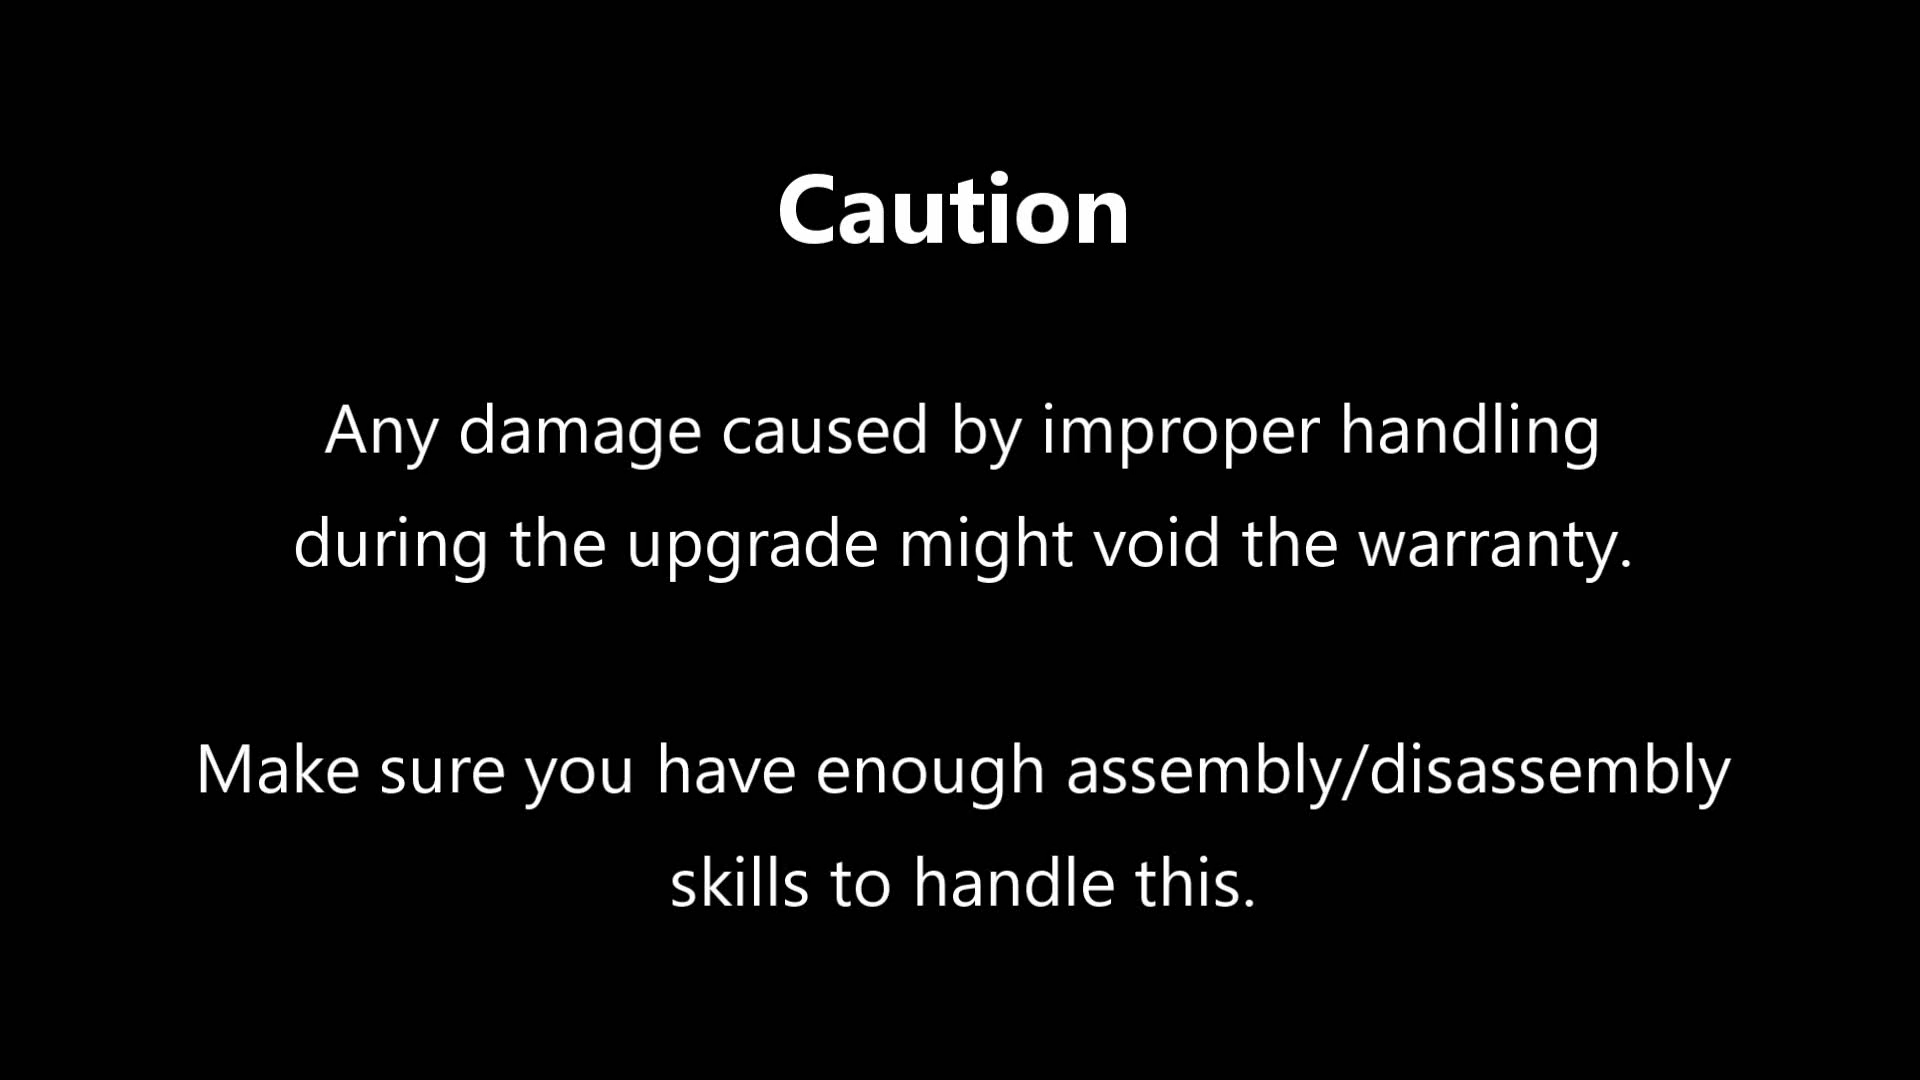 Caution
Any damage caused by improper handling
during the upgrade might void the warranty.
Make sure you have enough assembly/disassembly
skills to handle this.